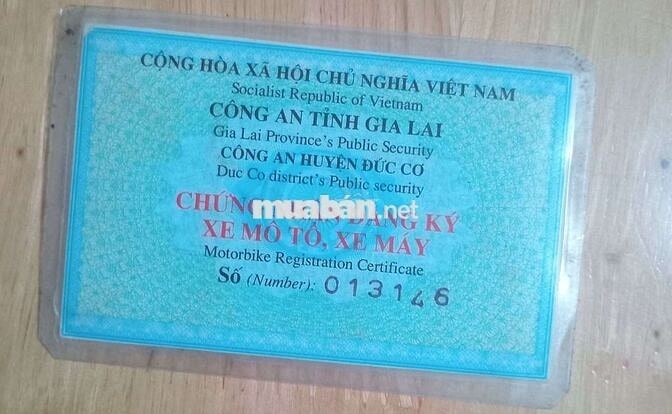 CỘNG HÒA XÃ HỘI CHỦ NGHĨA VIỆT NAM
Socialist Republic of Vietnam
CÔNG AN TỈNH GIA LAI
Gia Lai Province's Public Security
CÔNG AN HUYỆN ĐỨC CƠ
Duc Co district's Public security
CHỨNG ĐĂNG KÝ
muabán.net
XE MÔ TÔ, XE MÁY
Motorbike Registration Certificate
Số (Number): 013146